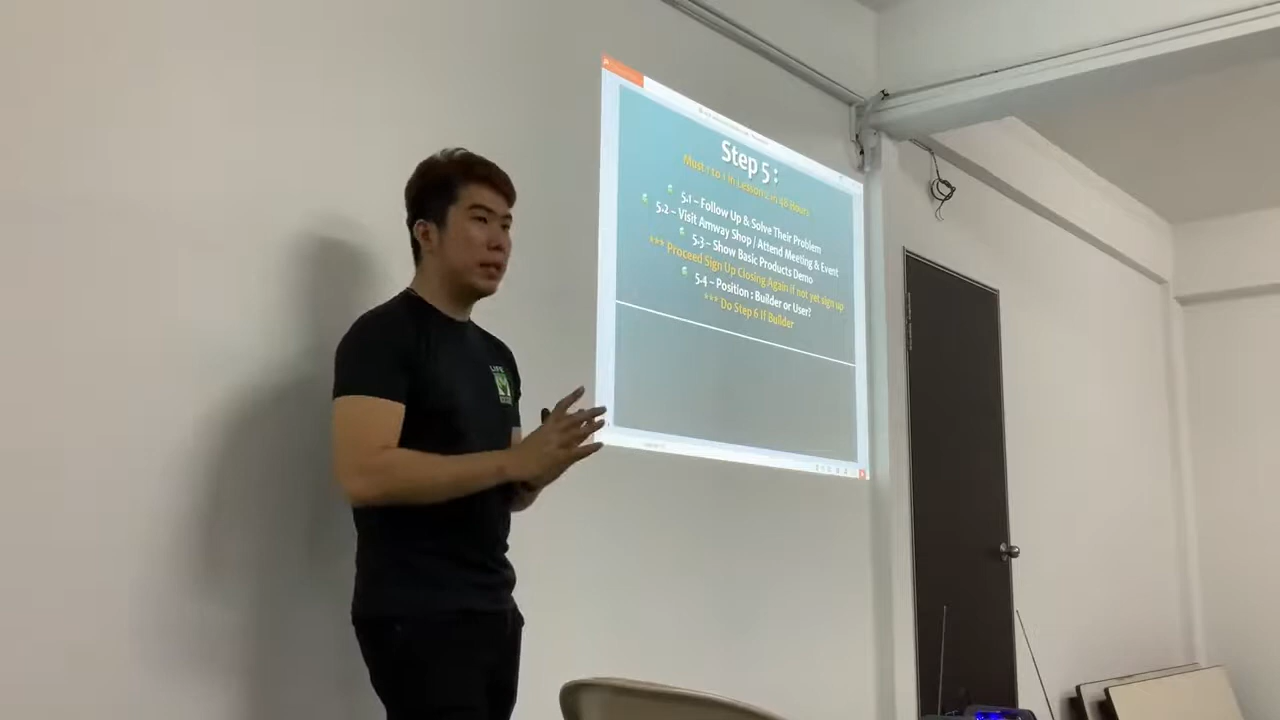 Step 5 :
Must 1 to 1 in Lesson 2 in 48 Hours
5.1 – Follow Up & Solve Their Problem
5.2 – Visit Amway Shop / Attend Meeting & Event
5.3 – Show Basic Products Demo
*** Proceed Sign Up Closing Again if not yet sign up
5.4 – Position : Builder or User?
*** Do Step 6 If Builder
LIFE